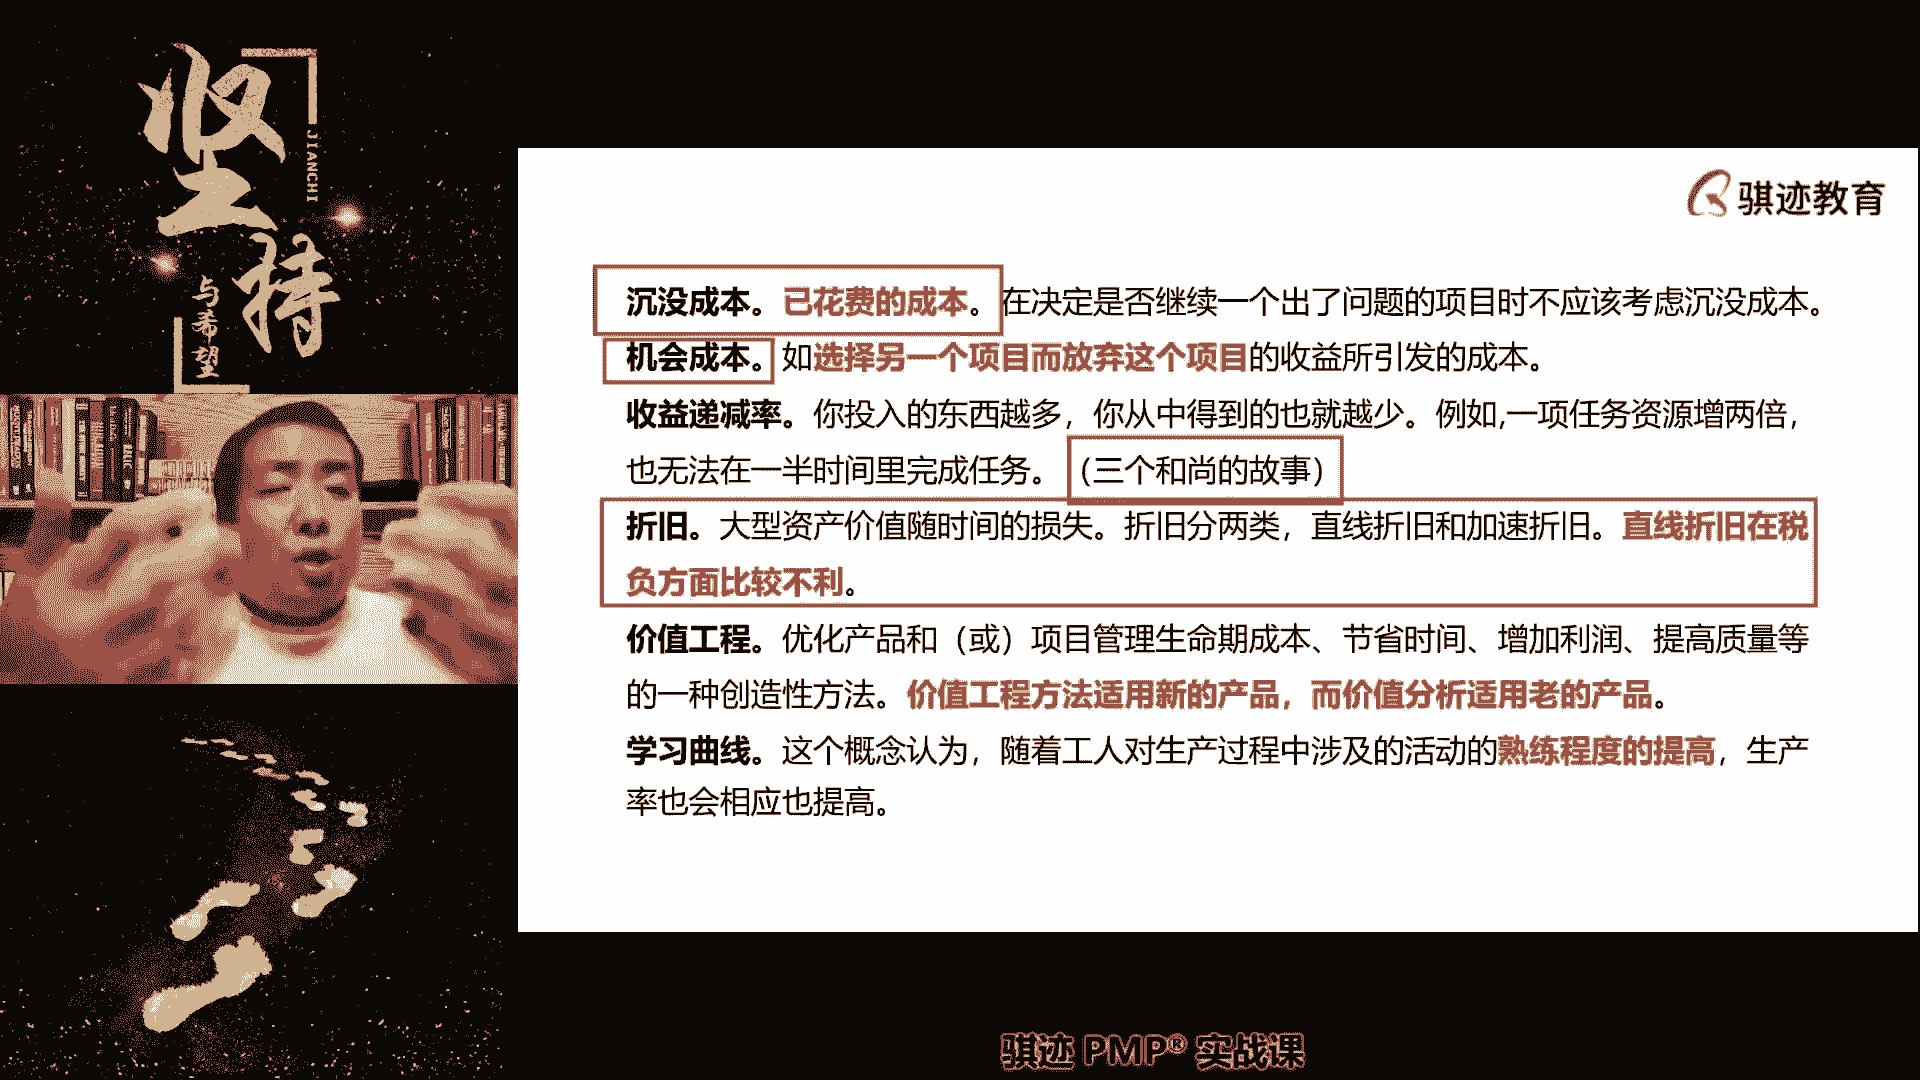 坚持
JIANCHI
与希望
骐迹教育
沉没成本。已花费的成本。在决定是否继续一个出了问题的项目时不应该考虑沉没成本。
机会成本。如选择另一个项目而放弃这个项目的收益所引发的成本。
收益递减率。你投入的东西越多，你从中得到的也就越少。例如,一项任务资源增两倍，
也无法在一半时间里完成任务。（三个和尚的故事）
折旧。大型资产价值随时间的损失。折旧分两类，直线折旧和加速折旧。直线折旧在税
负方面比较不利。
价值工程。优化产品和（或）项目管理生命期成本、节省时间、增加利润、提高质量等
的一种创造性方法。价值工程方法适用新的产品，而价值分析适用老的产品。
学习曲线。这个概念认为，随着工人对生产过程中涉及的活动的熟练程度的提高，生产
率也会相应也提高。
骐迹 PMP® 实战课